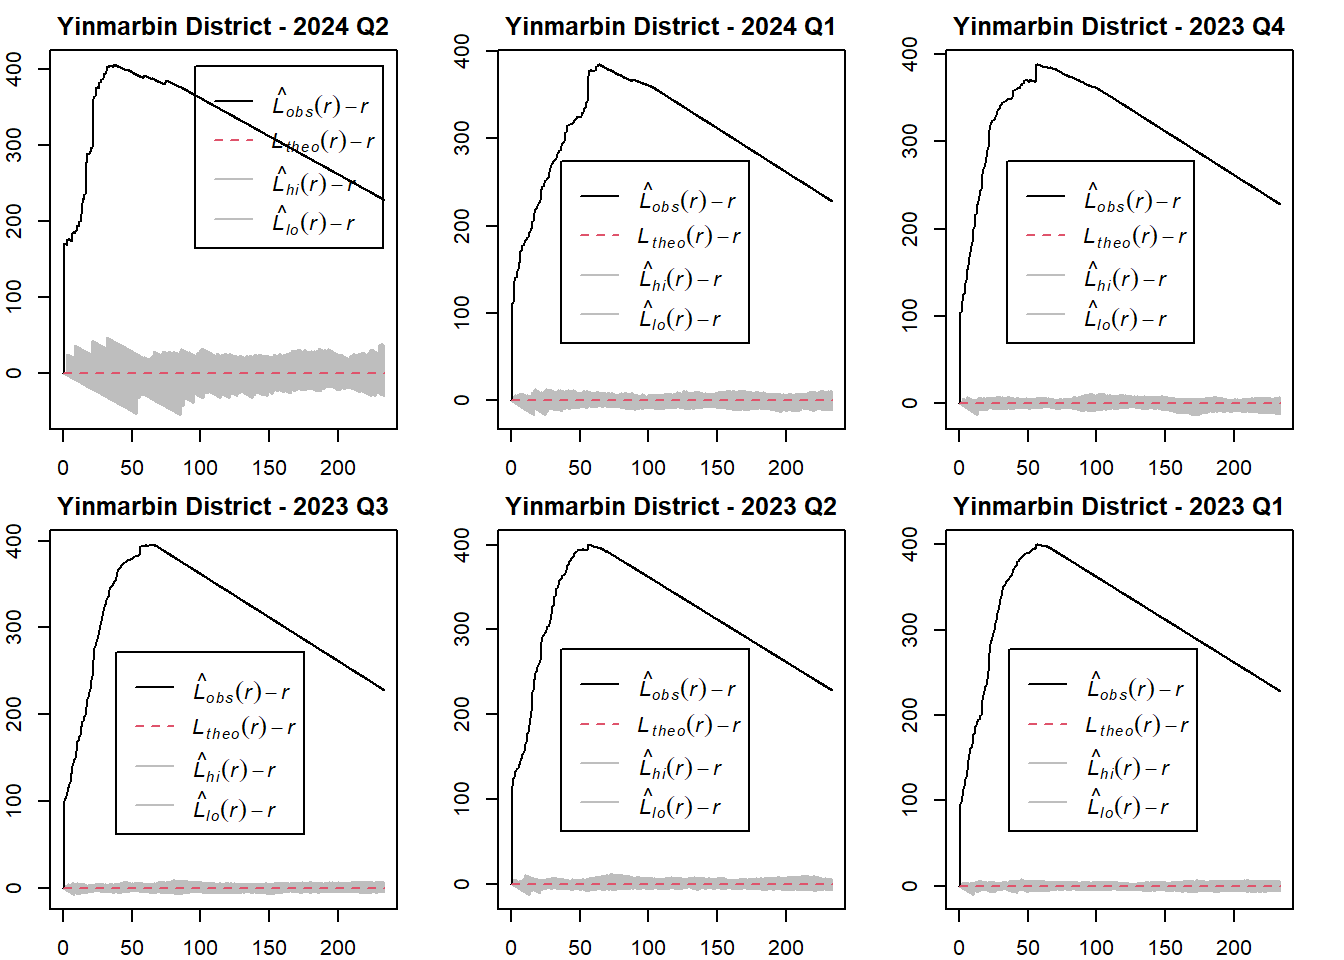 Yinmarbin District - 2024 Q2
400
300
200
100
0
0 50 100 150 200
L̂obs(r) − r
Ltheo(r) − r
L̂hi(r) − r
L̂lo(r) − r
Yinmarbin District - 2024 Q1
400
300
200
100
0
0 50 100 150 200
L̂obs(r) − r
Ltheo(r) − r
L̂hi(r) − r
L̂lo(r) − r
Yinmarbin District - 2023 Q4
400
300
200
100
0
0 50 100 150 200
L̂obs(r) − r
Ltheo(r) − r
L̂hi(r) − r
L̂lo(r) − r
Yinmarbin District - 2023 Q3
400
300
200
100
0
0 50 100 150 200
L̂obs(r) − r
Ltheo(r) − r
L̂hi(r) − r
L̂lo(r) − r
Yinmarbin District - 2023 Q2
400
300
200
100
0
0 50 100 150 200
L̂obs(r) − r
Ltheo(r) − r
L̂hi(r) − r
L̂lo(r) − r
Yinmarbin District - 2023 Q1
400
300
200
100
0
0 50 100 150 200
L̂obs(r) − r
Ltheo(r) − r
L̂hi(r) − r
L̂lo(r) − r